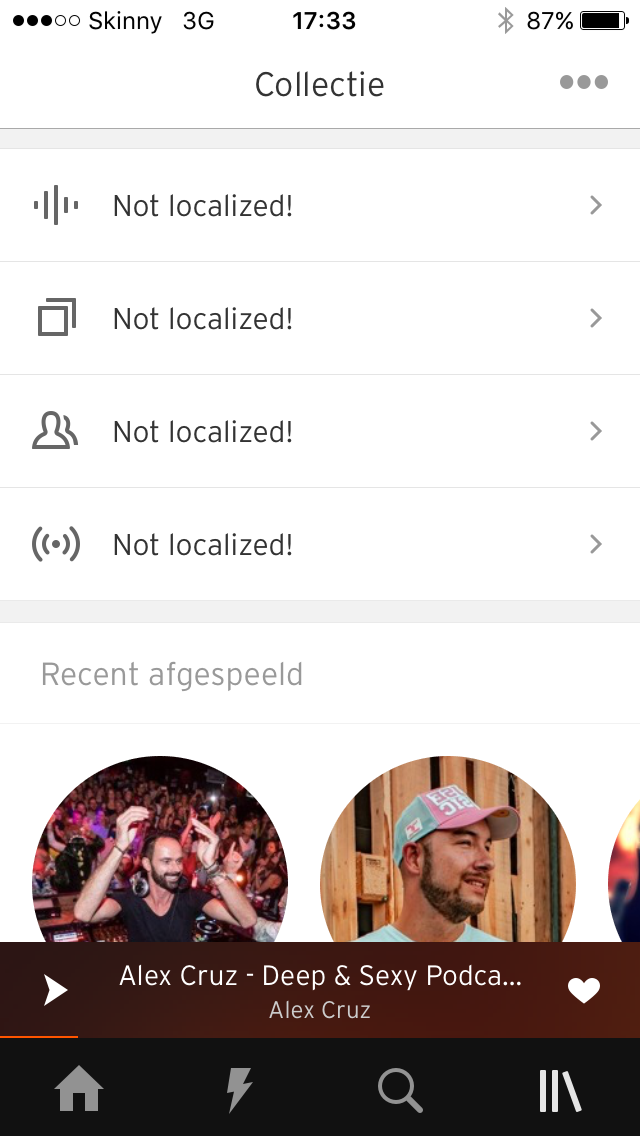 Skinny 3G 17:33 87%
Collectie
Not localized!
Not localized!
Not localized!
Not localized!
Recent afgespeeld
Alex Cruz - Deep & Sexy Podca...
Alex Cruz